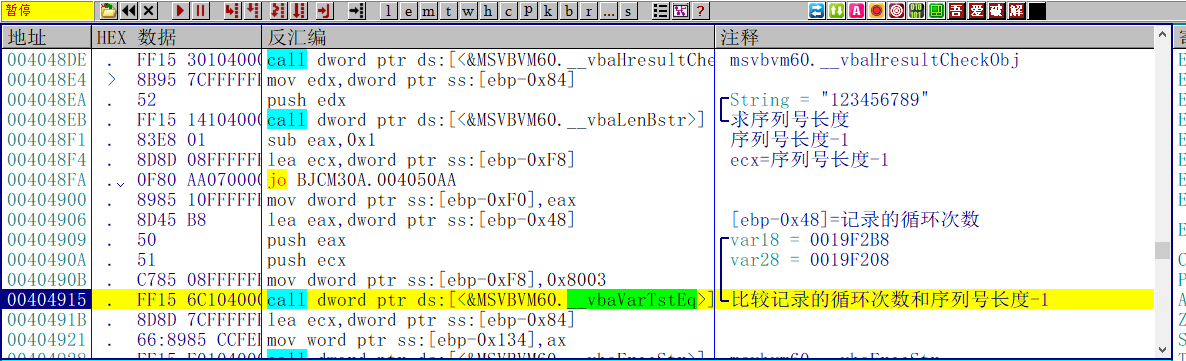 暂停
l e m t w h c p k b r ... s ?
吾 爱 破 解
地址 HEX 数据 反汇编 注释
004048DE . FF15 30104000 call dword ptr ds:[<&MSVBVM60.__vbaHresultChe msvbvm60.__vbaHresultCheckObj
004048E4 > 8B95 7CFFFFFF mov edx,dword ptr ss:[ebp-0x84]
004048EA . 52 push edx String = "123456789"
004048EB . FF15 14104000 call dword ptr ds:[<&MSVBVM60.__vbaLenBstr>] 求序列号长度
004048F1 . 83E8 01 sub eax,0x1 序列号长度-1
004048F4 . 8D8D 08FFFFFF lea ecx,dword ptr ss:[ebp-0xF8] ecx=序列号长度-1
004048FA . 0F80 AA070000 jo BJCM30A.004050AA
00404900 . 8985 10FFFFFF mov dword ptr ss:[ebp-0xF0],eax
00404906 . 8D45 B8 lea eax,dword ptr ss:[ebp-0x48] [ebp-0x48]=记录的循环次数
00404909 . 50 push eax var18 = 0019F2B8
0040490A . 51 push ecx var28 = 0019F208
0040490B . C785 08FFFFFF mov dword ptr ss:[ebp-0xF8],0x8003
00404915 . FF15 6C104000 call dword ptr ds:[<&MSVBVM60.__vbaVarTstEq>] 比较记录的循环次数和序列号长度-1
0040491B . 8D8D 7CFFFFFF lea ecx,dword ptr ss:[ebp-0x84]
00404921 . 66:8985 CCFEF mov word ptr ss:[ebp-0x134],ax